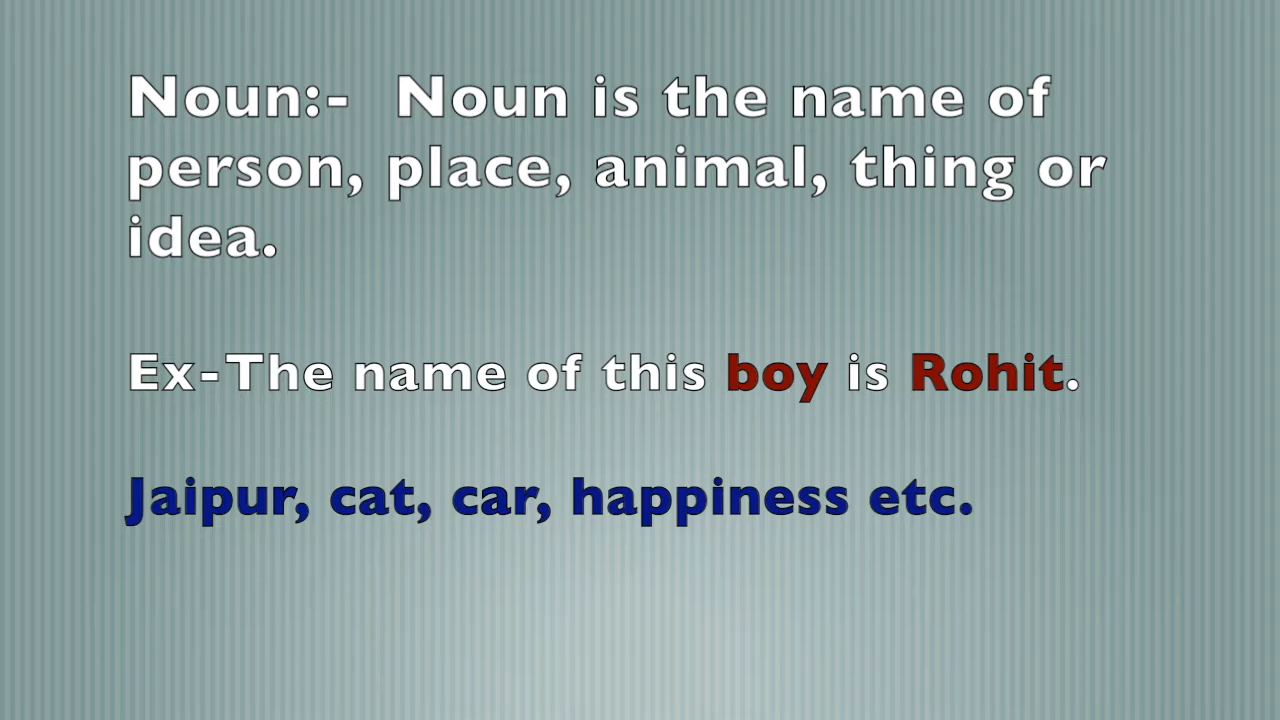 Noun:- Noun is the name of
person, place, animal, thing or
idea.
Ex-The name of this boy is Rohit.
Jaipur, cat, car, happiness etc.